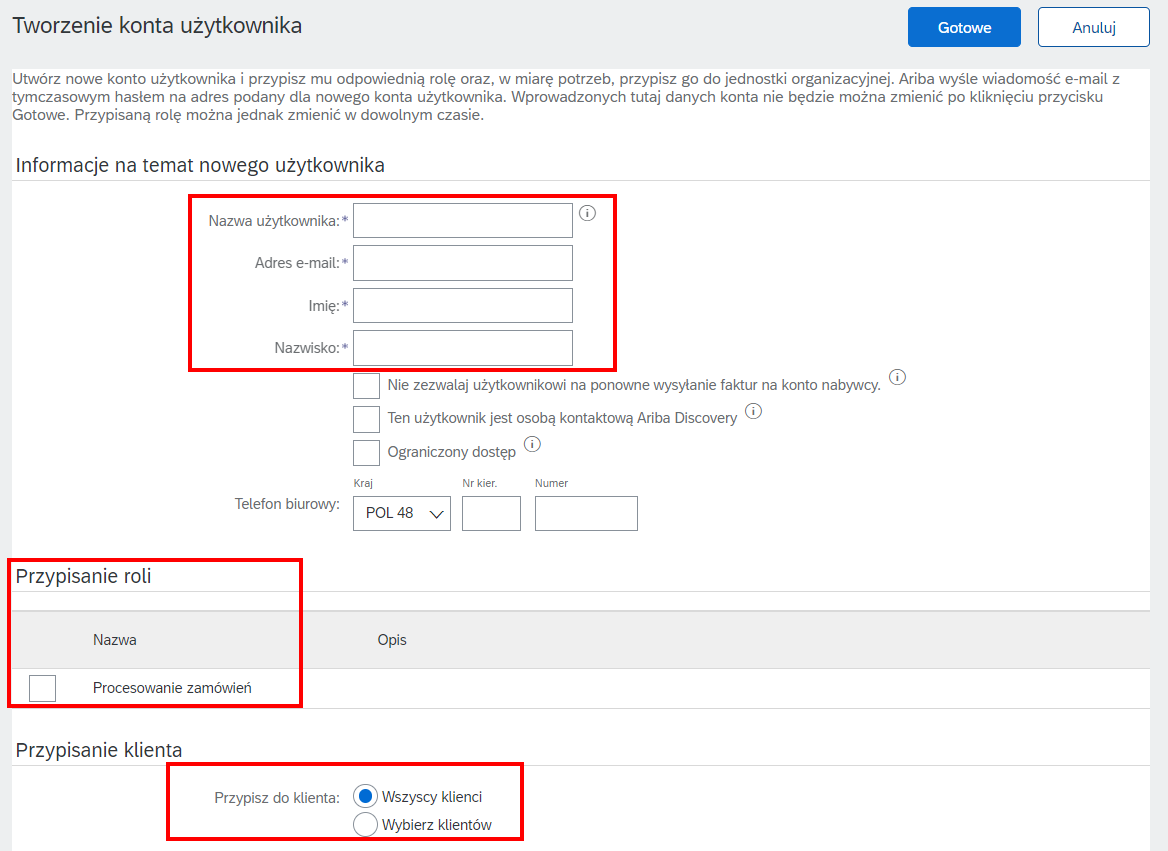 Tworzenie konta użytkownika
Gotowe
Anuluj
Utwórz nowe konto użytkownika i przypisz mu odpowiednią rolę oraz, w miarę potrzeb, przypisz go do jednostki organizacyjnej. Ariba wyśle wiadomość e-mail z
tymczasowym hasłem na adres podany dla nowego konta użytkownika. Wprowadzonych tutaj danych konta nie będzie można zmienić po kliknięciu przycisku
Gotowe. Przypisaną rolę można jednak zmienić w dowolnym czasie.
Informacje na temat nowego użytkownika
Nazwa użytkownika:*
Adres e-mail:*
Imię:*
Nazwisko:*
Nie zezwalaj użytkownikowi na ponowne wysyłanie faktur na konto nabywcy.
Ten użytkownik jest osobą kontaktową Ariba Discovery
Ograniczony dostęp
Kraj Nr kier. Numer
Telefon biurowy: POL 48
Przypisanie roli
Nazwa Opis
Procesowanie zamówień
Przypisanie klienta
Przypisz do klienta: Wszyscy klienci
Wybierz klientów